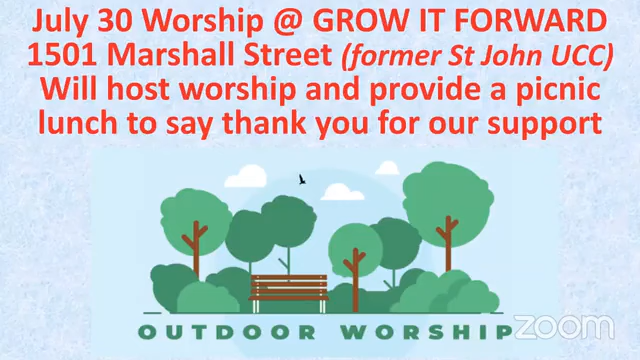 July 30 Worship @ GROW IT FORWARD
1501 Marshall Street (former St John UCC)
Will host worship and provide a picnic
lunch to say thank you for our support
OUTDOOR WORSHIP
zoom